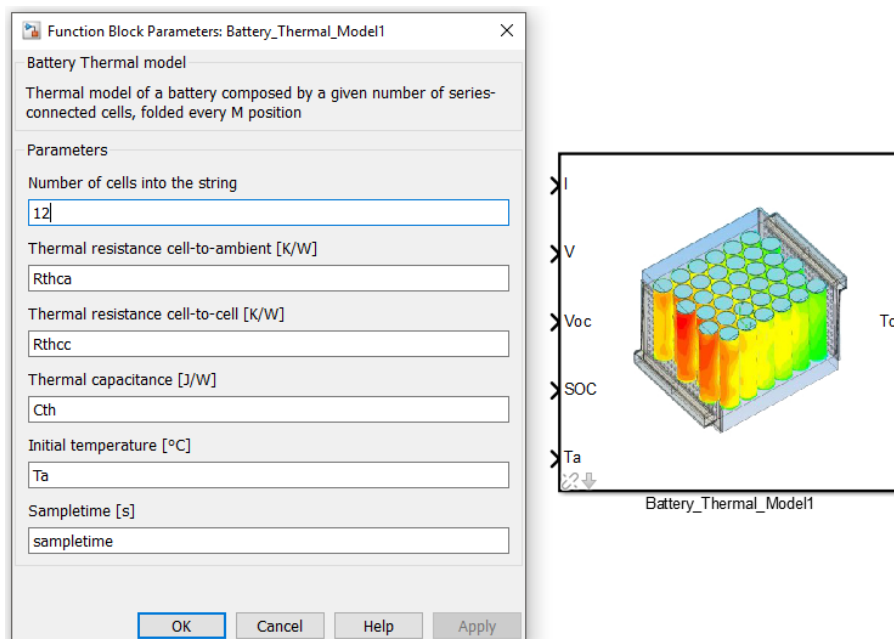 Function Block Parameters: Battery_Thermal_Model1
Battery Thermal model
Thermal model of a battery composed by a given number of series-
connected cells, folded every M position
Parameters
Number of cells into the string
12
Thermal resistance cell-to-ambient [K/W]
Rthca
Thermal resistance cell-to-cell [K/W]
Rthcc
Thermal capacitance [J/W]
Cth
Initial temperature [°C]
Ta
Sampletime [s]
sampletime
OK
Cancel
Help
Apply
I
V
Voc
SOC
Ta
Battery_Thermal_Model1